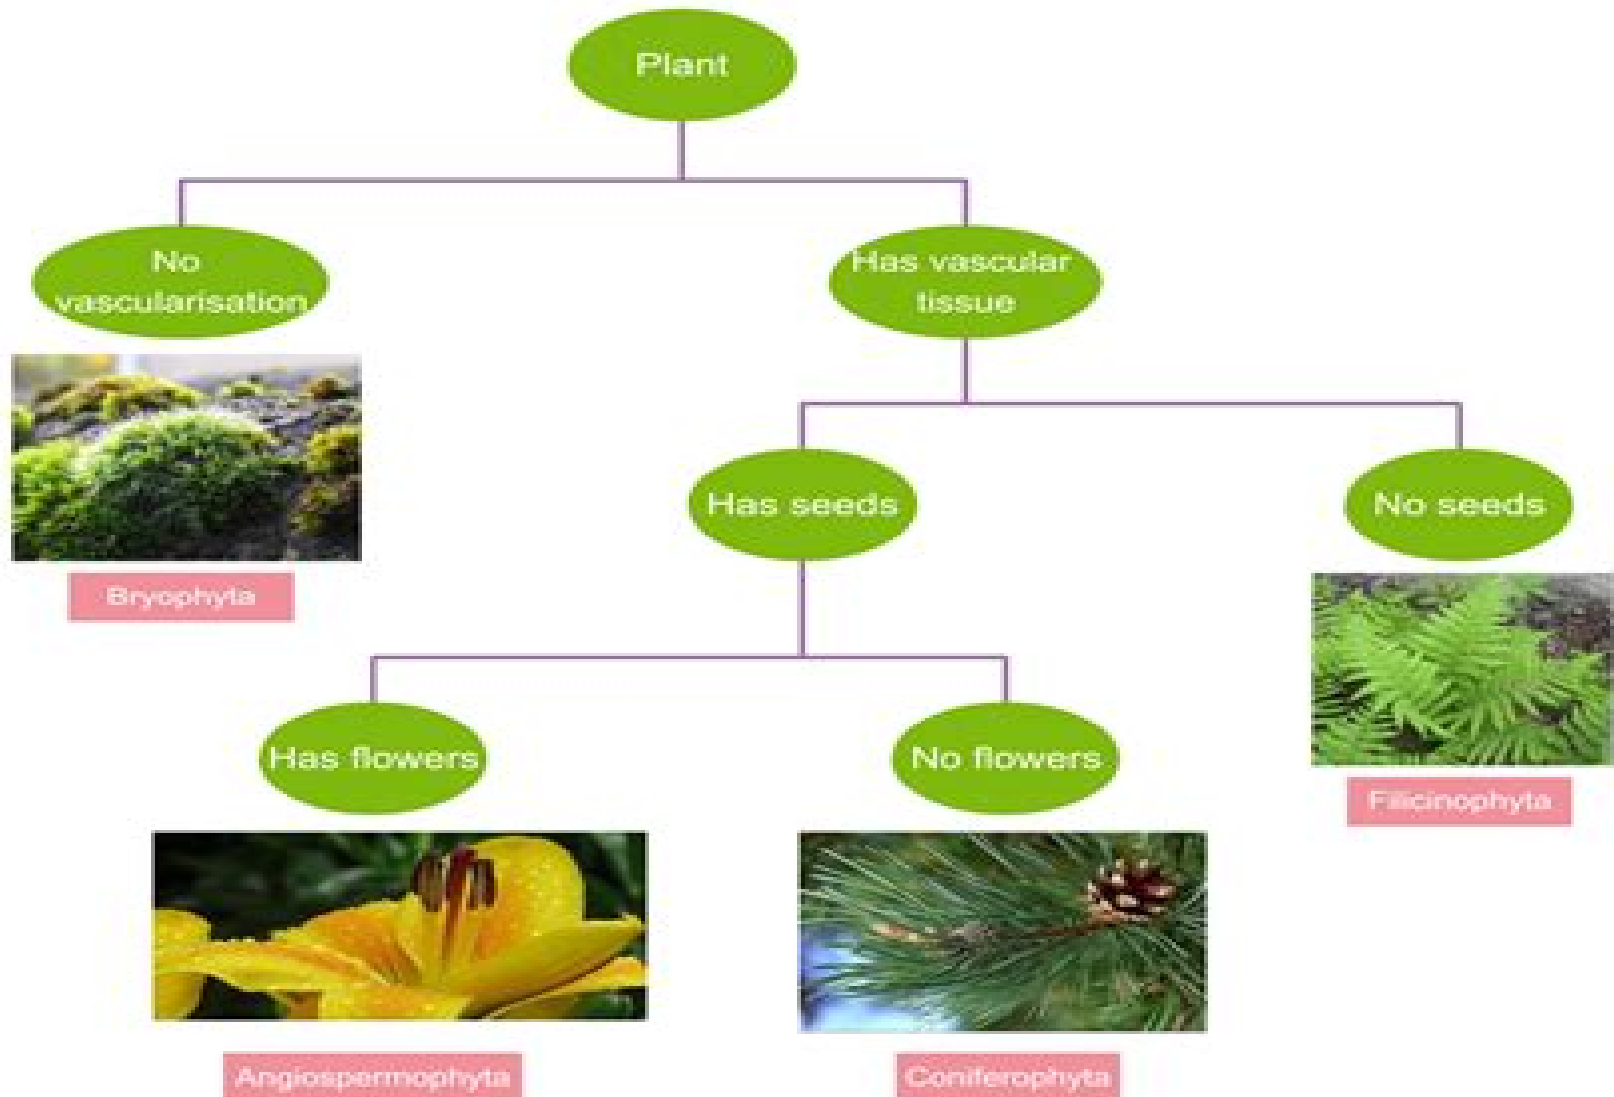 Plant
No
vascularisation
Has vascular
tissue
Has seeds
No seeds
Bryophyta
Has flowers
No flowers
Filicinophyta
Angiospermophyta
Coniferophyta